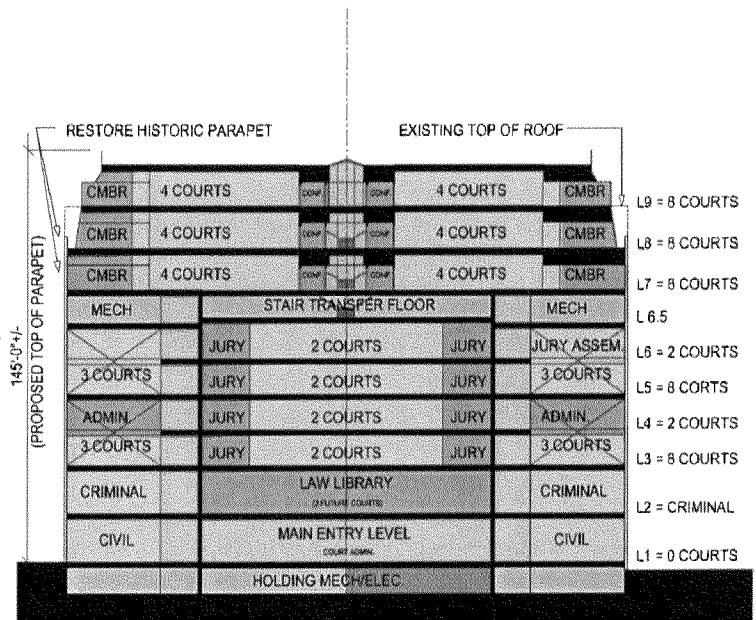 RESTORE HISTORIC PARAPET EXISTING TOP OF ROOF
CMBR 4 COURTS CONF CONF 4 COURTS CMBR L9 = 8 COURTS
CMBR 4 COURTS CONF CONF 4 COURTS CMBR L8 = 8 COURTS
CMBR 4 COURTS CONF CONF 4 COURTS CMBR L7 = 8 COURTS
MECH STAIR TRANSFER FLOOR MECH L 6.5
JURY 2 COURTS JURY JURY ASSEM. L6 = 2 COURTS
3 COURTS JURY 2 COURTS JURY 3 COURTS L5 = 8 CORTS
ADMIN JURY 2 COURTS JURY ADMIN L4 = 2 COURTS
3 COURTS JURY 2 COURTS JURY 3 COURTS L3 = 8 COURTS
CRIMINAL LAW LIBRARY CRIMINAL L2 = CRIMINAL
(2 FUTURE COURTS)
CIVIL MAIN ENTRY LEVEL CIVIL L1 = 0 COURTS
COURT ADMIN
HOLDING MECH/ELEC
145'-0"+/-
(PROPOSED TOP OF PARAPET)